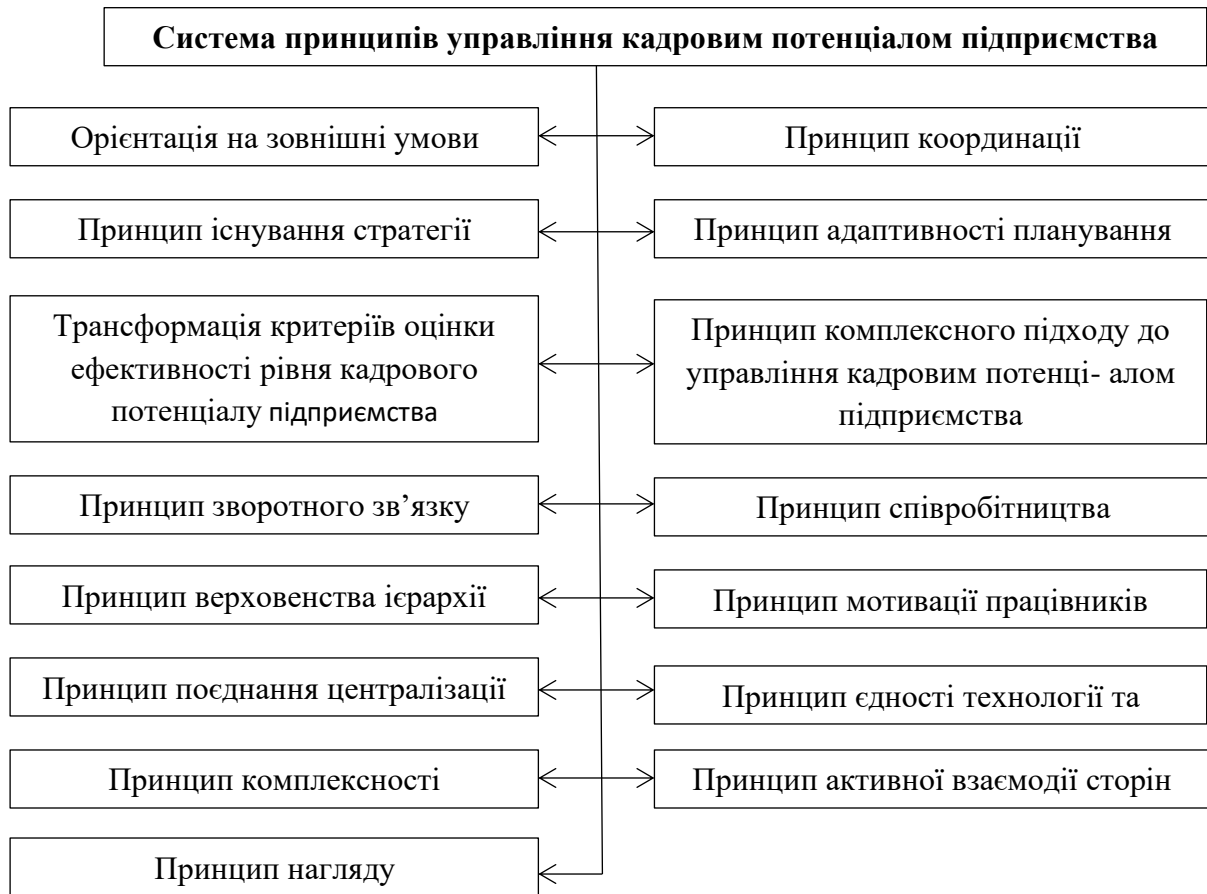 Система принципів управління кадровим потенціалом підприємства
Орієнтація на зовнішні умови
Принцип координації
Принцип існування стратегії
Принцип адаптивності планування
Трансформація критеріїв оцінки
ефективності рівня кадрового
потенціалу підприємства
Принцип комплексного підходу до
управління кадровим потенці- алом
підприємства
Принцип зворотного зв’язку
Принцип співробітництва
Принцип верховенства ієрархії
Принцип мотивації працівників
Принцип поєднання централізації
Принцип єдності технології та
Принцип комплексності
Принцип активної взаємодії сторін
Принцип нагляду